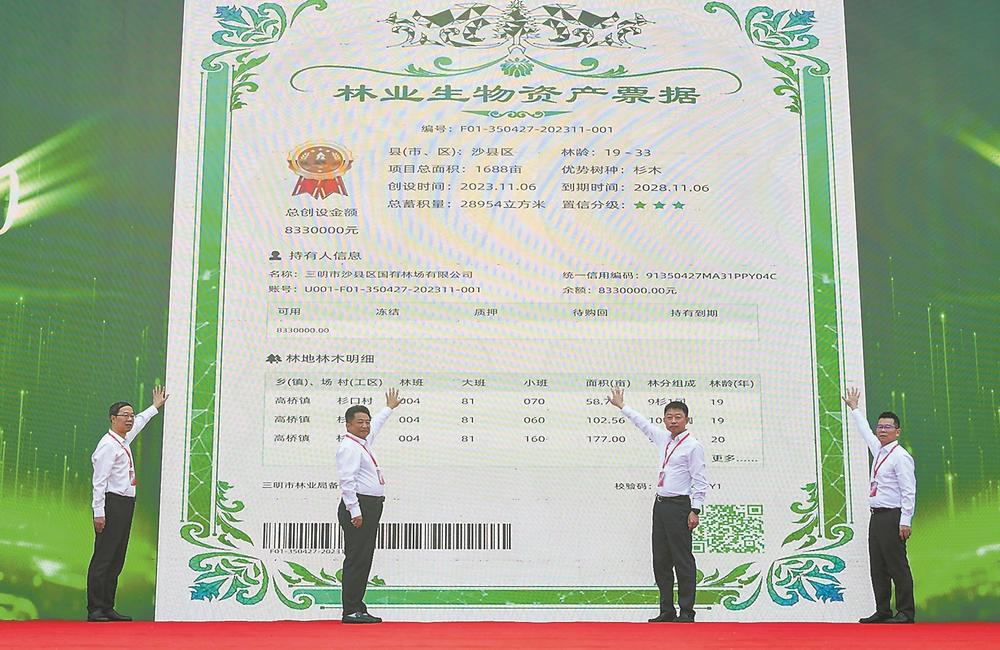 林业生物资产票据
编号：F01-350427-202311-001
县(市、区)：沙县区 林龄：19-33
项目总面积：1688亩 优势树种：杉木
创设时间：2023.11.06 到期时间：2028.11.06
总蓄积量：28954立方米 置信分级：★★★
总创设金额
8330000元
持有人信息
名称：三明市沙县区国有林场有限公司 统一信用编码：91350427MA31PPY04C
账号：U001-F01-350427-202311-001 余额：8330000.00元
可用 冻结 质押 待购回 持有到期
8330000.00
林地林木明细
乡(镇)、场 村(工区) 林班 大班 小班 面积(亩) 林分组成 林龄(年)
高桥镇 杉口村 004 81 070 58.7 9杉1 19
高桥镇 004 81 060 102.56 19
高桥镇 004 81 160 177.00 20
更多……
三明市林业局备 校验码： Y1
F01-350427-2023